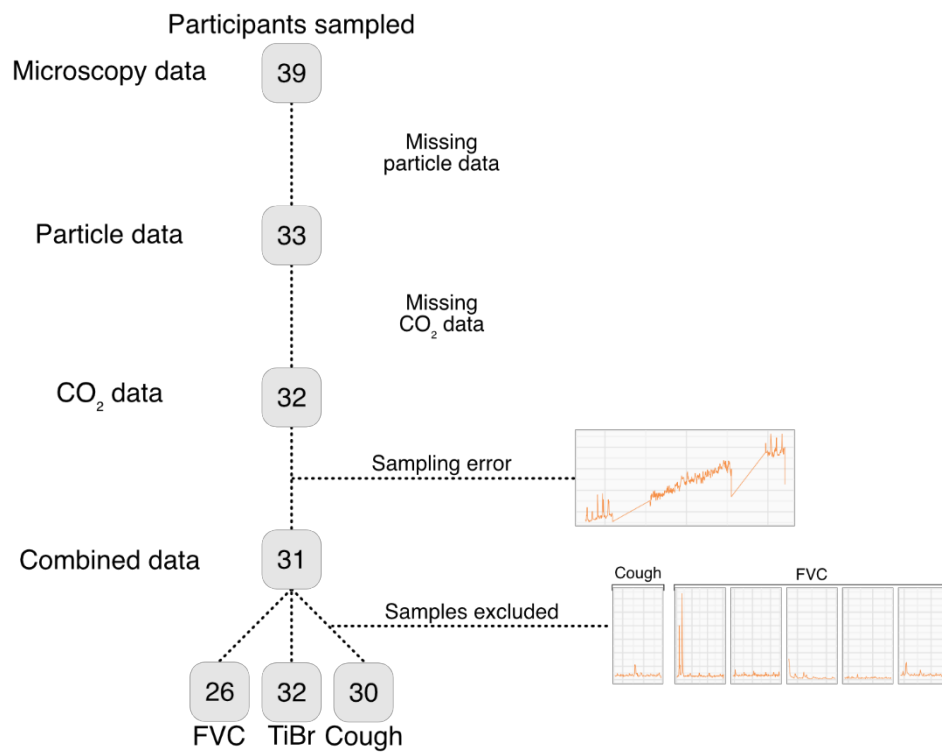 Participants sampled
Microscopy data
39
Missing
particle data
Particle data
33
Missing
CO₂ data
CO₂ data
32
Sampling error
Combined data
31
Cough
FVC
Samples excluded
26
32
30
FVC
TiBr
Cough